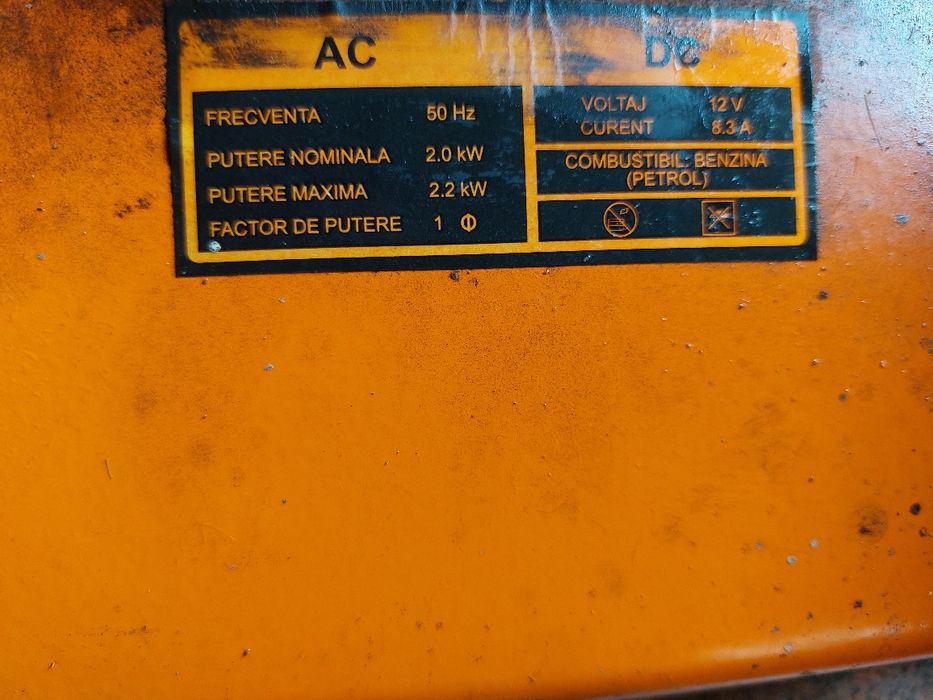 AC
FRECVENTA 50 Hz
PUTERE NOMINALA 2.0 kW
PUTERE MAXIMA 2.2 kW
FACTOR DE PUTERE 1 Φ
DC
VOLTAJ 12 V
CURENT 8.3 A
COMBUSTIBIL: BENZINA
(PETROL)